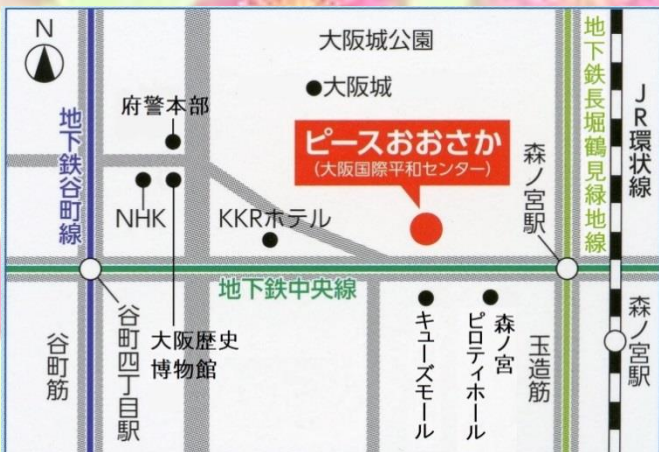 N
大阪城公園
大阪城
府警本部
地下鉄谷町線
地下鉄長堀鶴見緑地線
JR環状線
ピースおおさか
(大阪国際平和センター)
森ノ宮駅
NHK
KKRホテル
地下鉄中央線
谷町筋
谷町四丁目駅
大阪歴史
博物館
キューズモール
森ノ宮
ピロティホール
玉造筋
森ノ宮駅